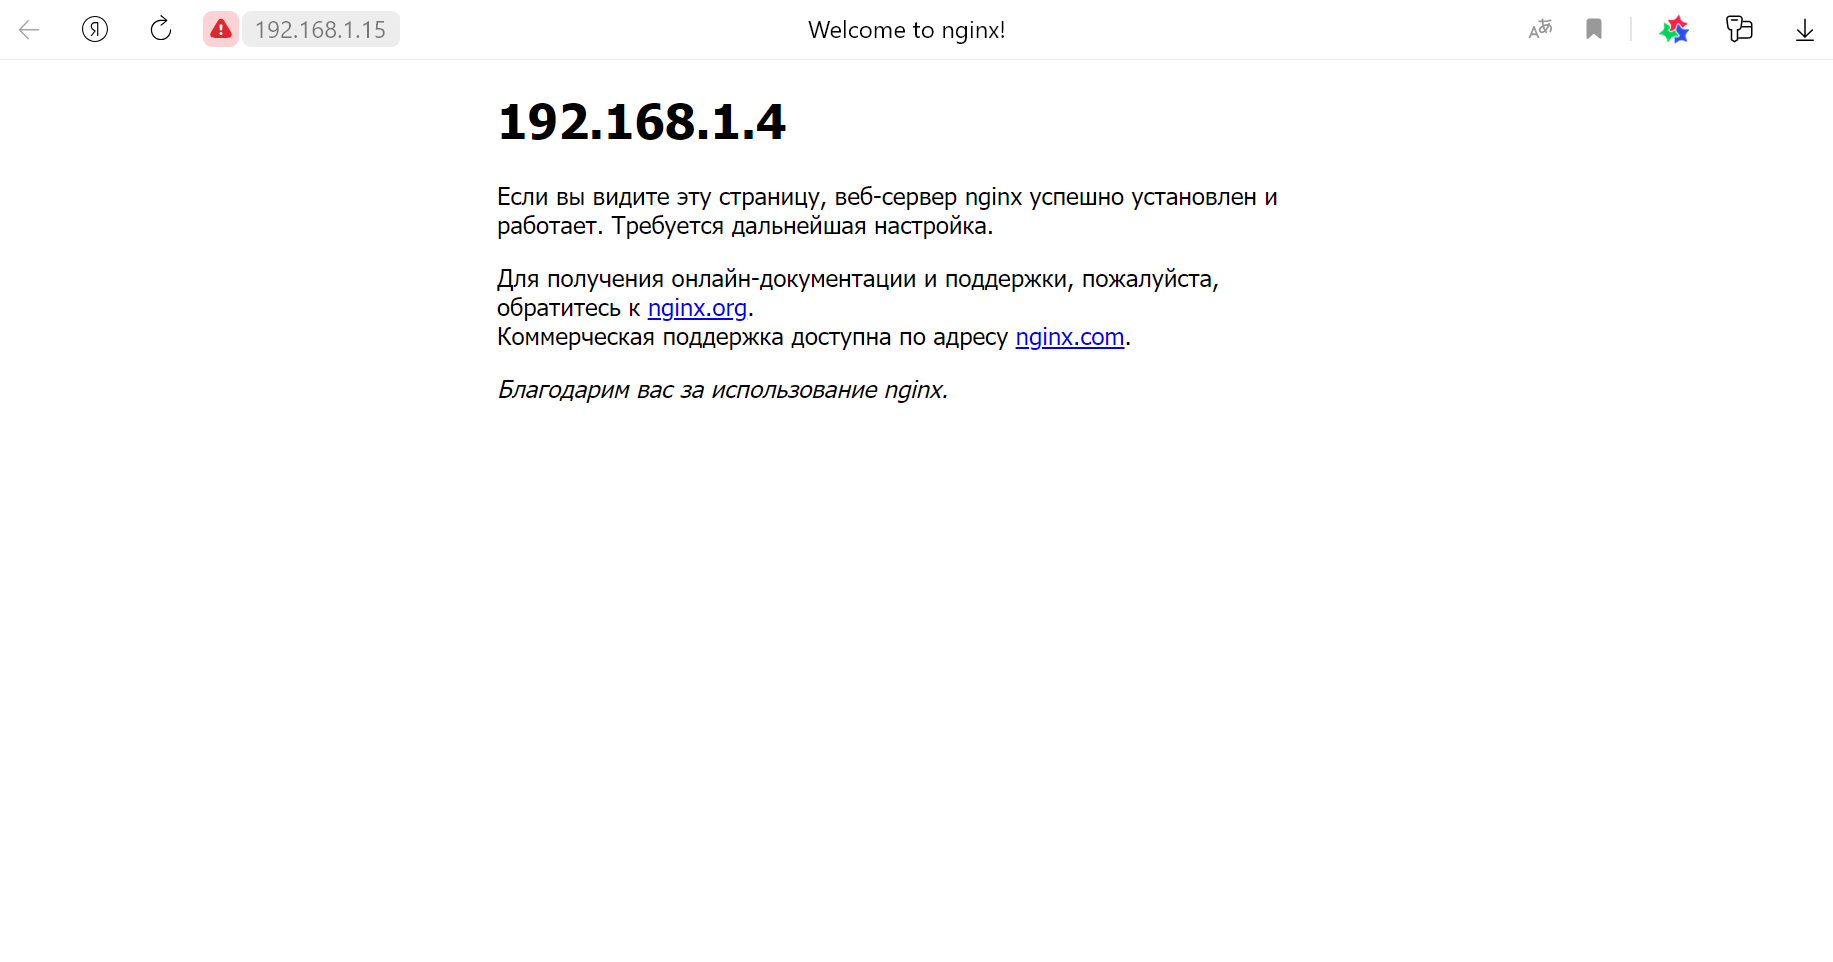 192.168.1.15
Welcome to nginx!
192.168.1.4
Если вы видите эту страницу, веб-сервер nginx успешно установлен и
работает. Требуется дальнейшая настройка.
Для получения онлайн-документации и поддержки, пожалуйста,
обратитесь к nginx.org.
Коммерческая поддержка доступна по адресу nginx.com.
Благодарим вас за использование nginx.